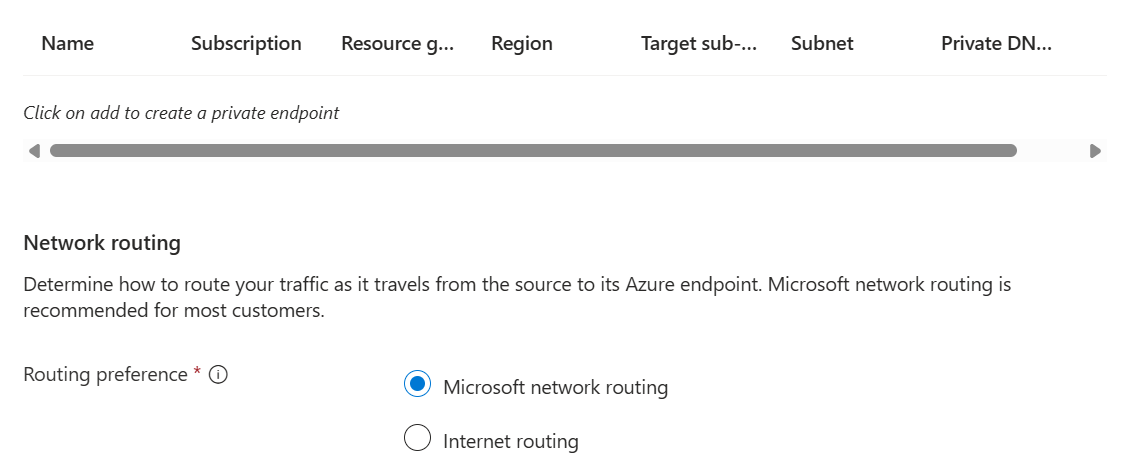 Name Subscription Resource g... Region Target sub-... Subnet Private DN...
Click on add to create a private endpoint
Network routing
Determine how to route your traffic as it travels from the source to its Azure endpoint. Microsoft network routing is
recommended for most customers.
Routing preference *
Microsoft network routing
Internet routing